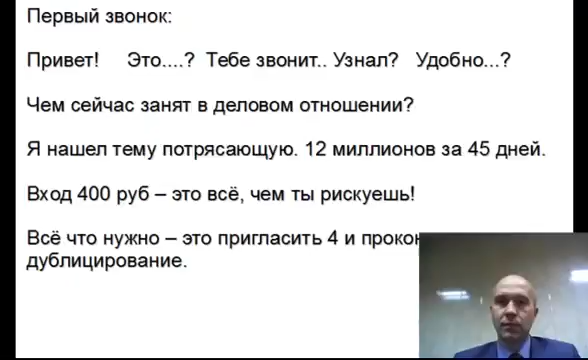 Первый звонок:
Привет! Это....? Тебе звонит.. Узнал? Удобно...?
Чем сейчас занят в деловом отношении?
Я нашел тему потрясающую. 12 миллионов за 45 дней.
Вход 400 руб – это всё, чем ты рискуешь!
Всё что нужно – это пригласить 4 и
дублицирование.